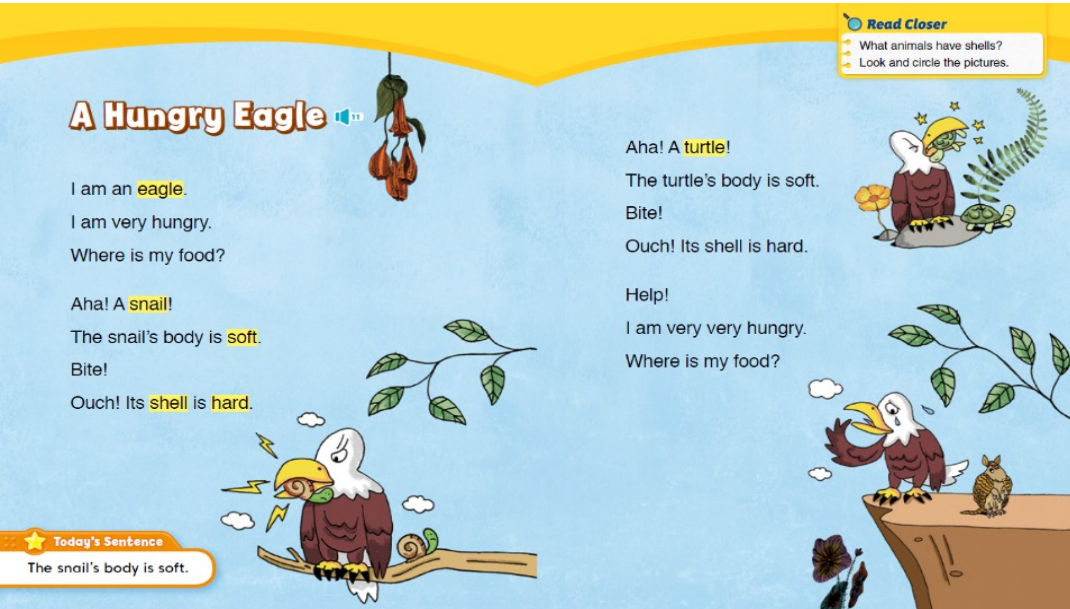 Read Closer
What animals have shells?
Look and circle the pictures.
A Hungry Eagle
11
I am an eagle.
I am very hungry.
Where is my food?
Aha! A snail!
The snail's body is soft.
Bite!
Ouch! Its shell is hard.
Today's Sentence
The snail's body is soft.
Aha! A turtle!
The turtle's body is soft.
Bite!
Ouch! Its shell is hard.
Help!
I am very very hungry.
Where is my food?